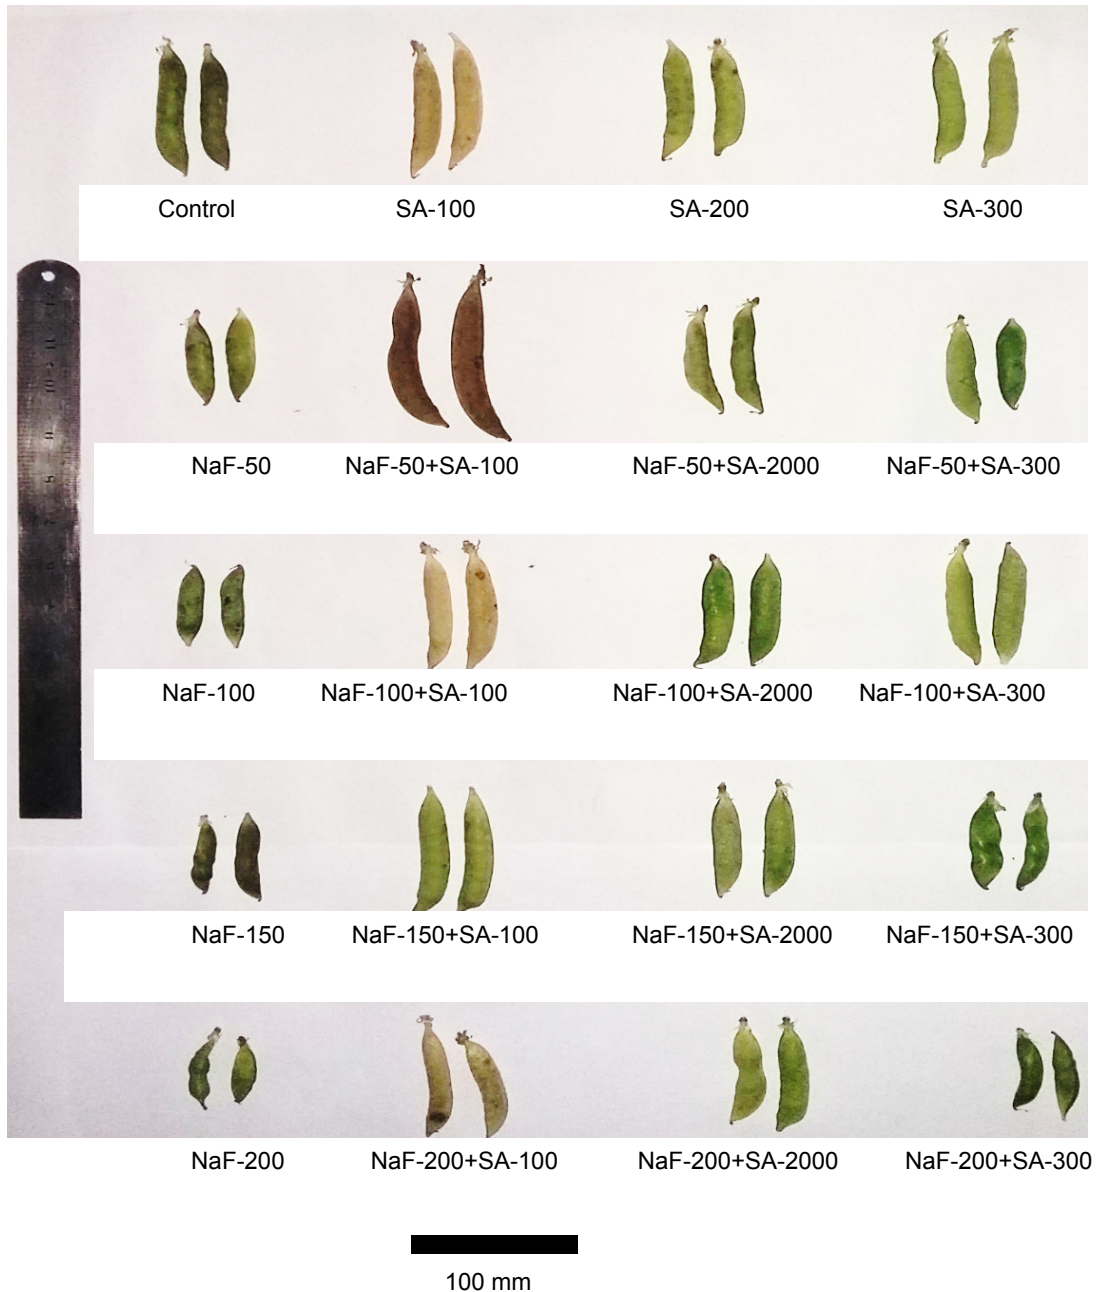 Control SA-100 SA-200 SA-300
NaF-50 NaF-50+SA-100 NaF-50+SA-2000 NaF-50+SA-300
NaF-100 NaF-100+SA-100 NaF-100+SA-2000 NaF-100+SA-300
NaF-150 NaF-150+SA-100 NaF-150+SA-2000 NaF-150+SA-300
NaF-200 NaF-200+SA-100 NaF-200+SA-2000 NaF-200+SA-300
100 mm